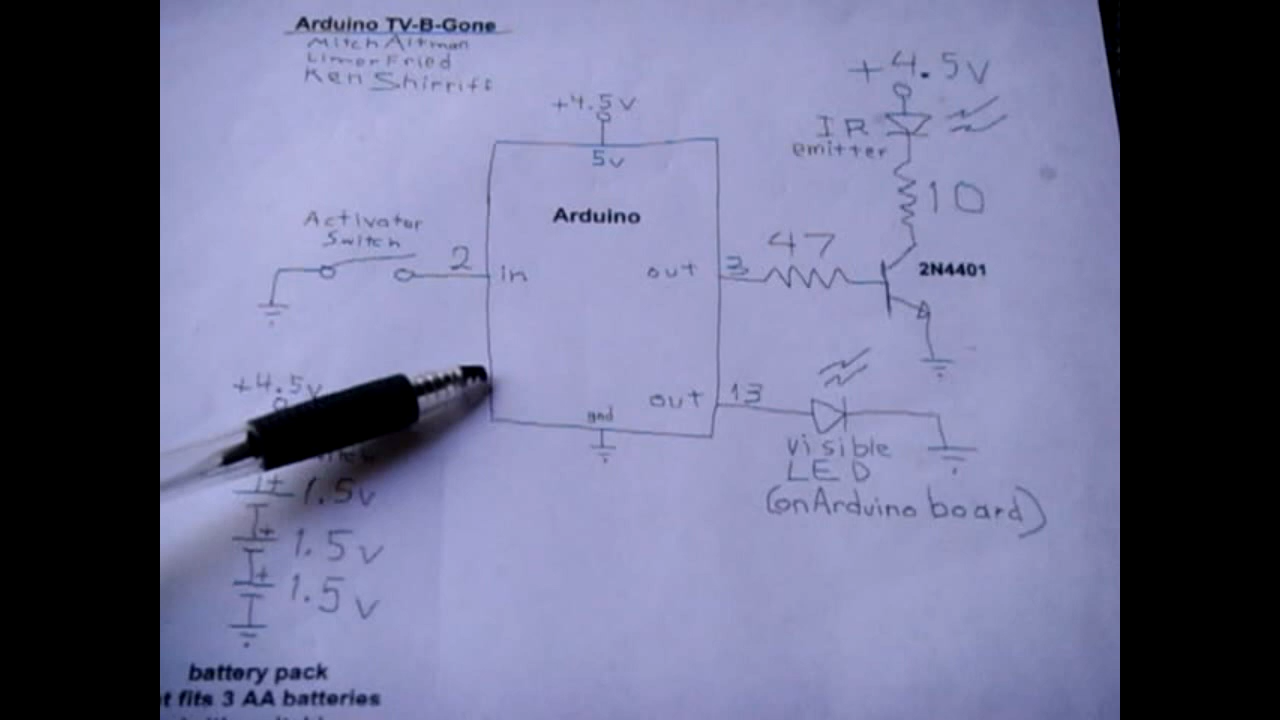 Arduino TV-B-Gone
Mitch Altman
Limor Fried
Ken Shirriff
+4.5v
5v
Arduino
Activator
Switch
2
in
out
3
47
+4.5v
IR
emitter
10
2N4401
out
13
gnd
visible
LED
(on Arduino board)
+4.5v
1.5v
1.5v
1.5v
battery pack
fits 3 AA batteries